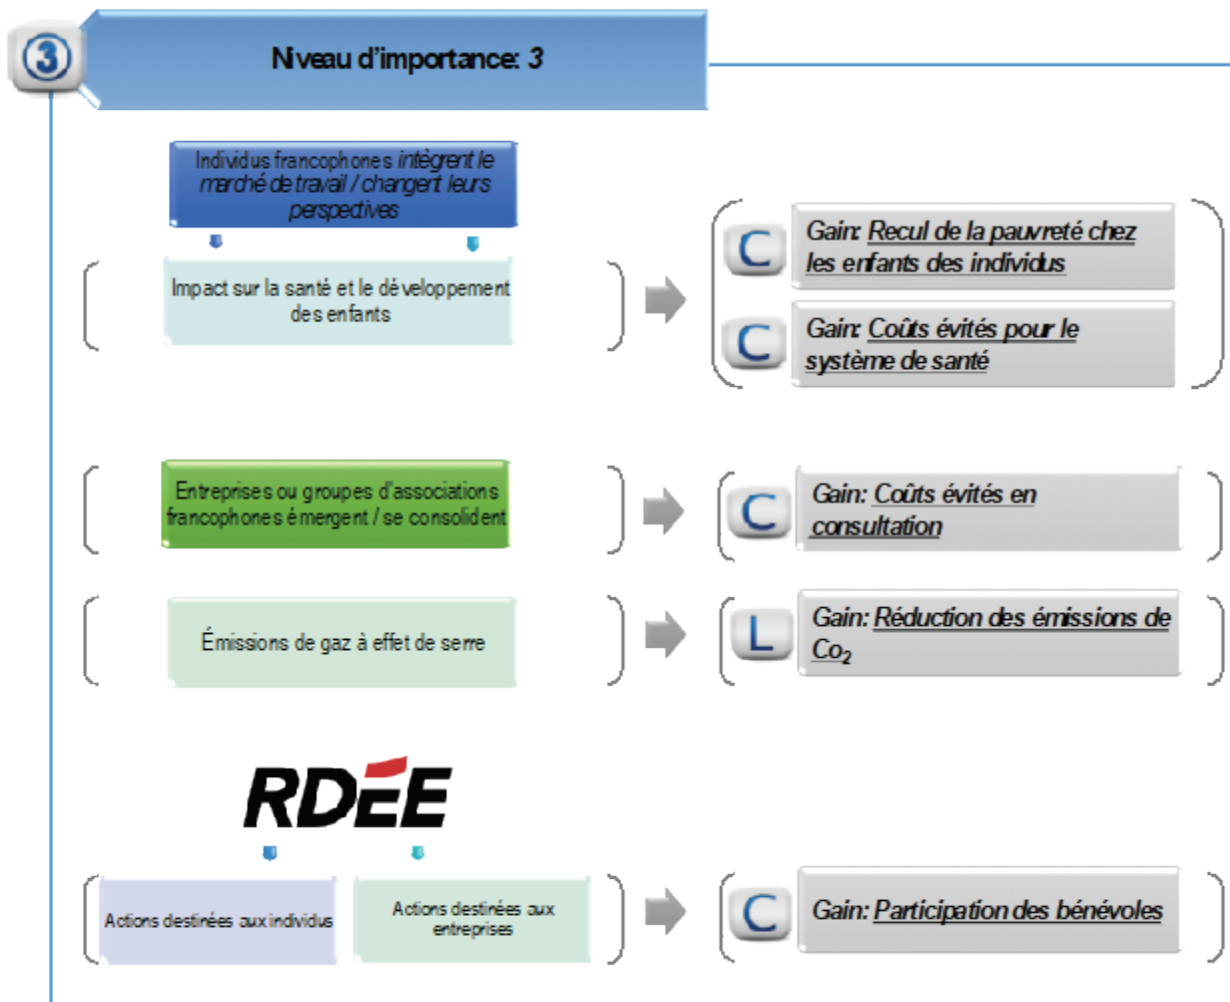 3
Niveau d'importance: 3
Individus francophones intègrent le
marché de travail / changent leurs
perspectives
Impact sur la santé et le développement
des enfants
C
Gain: Recul de la pauvreté chez
les enfants des individus
C
Gain: Coûts évités pour le
système de santé
Entreprises ou groupes d'associations
francophones émergent / se consolident
C
Gain: Coûts évités en
consultation
Émissions de gaz à effet de serre
L
Gain: Réduction des émissions de
Co₂
RDÉE
Actions destinées aux individus
Actions destinées aux
entreprises
C
Gain: Participation des bénévoles